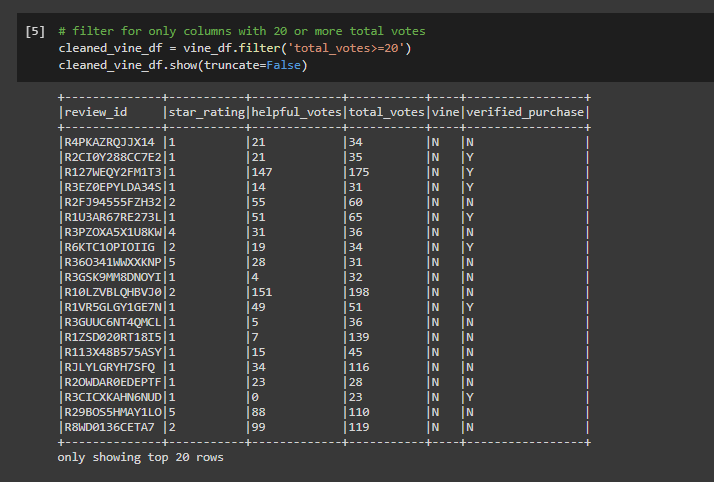 [5] # filter for only columns with 20 or more total votes
cleaned_vine_df = vine_df.filter('total_votes>=20')
cleaned_vine_df.show(truncate=False)
+--------------+-----------+-------------+-----------+----+-----------------+
|review_id     |star_rating|helpful_votes|total_votes|vine|verified_purchase|
+--------------+-----------+-------------+-----------+----+-----------------+
|R4PKAZRQJJX14 |1          |21           |34         |N   |N                |
|R2CI0Y288CC7E2|1          |21           |35         |N   |Y                |
|R127WEQY2FM1T3|1          |147          |175        |N   |Y                |
|R3EZ0EPYLDA34S|1          |14           |31         |N   |Y                |
|R2FJ94555FZH32|2          |55           |60         |N   |N                |
|R1U3AR67RE273L|1          |51           |65         |N   |Y                |
|R3PZOXA5X1U8KW|4          |31           |36         |N   |N                |
|R6KTC1OPIOIIG |2          |19           |34         |N   |Y                |
|R36O341WWXXKNP|5          |28           |31         |N   |N                |
|R3GSK9MM8DNOYI|1          |4            |32         |N   |N                |
|R10LZVBLQHBVJ0|2          |151          |198        |N   |N                |
|R1VR5GLGY1GE7N|1          |49           |51         |N   |Y                |
|R3GUUC6NT4QMCL|1          |5            |36         |N   |N                |
|R1ZSD020RT18I5|1          |7            |139        |N   |N                |
|R113X48B575ASY|1          |15           |45         |N   |N                |
|RJLYLGRYH7SFQ |1          |34           |116        |N   |N                |
|R2OWDAR0EDEPTF|1          |23           |28         |N   |N                |
|R3CICXKAHN6NUD|1          |0            |23         |N   |Y                |
|R29BOS5HMAY1LO|5          |88           |110        |N   |N                |
|R8WD0136CETA7 |2          |99           |119        |N   |N                |
+--------------+-----------+-------------+-----------+----+-----------------+
only showing top 20 rows